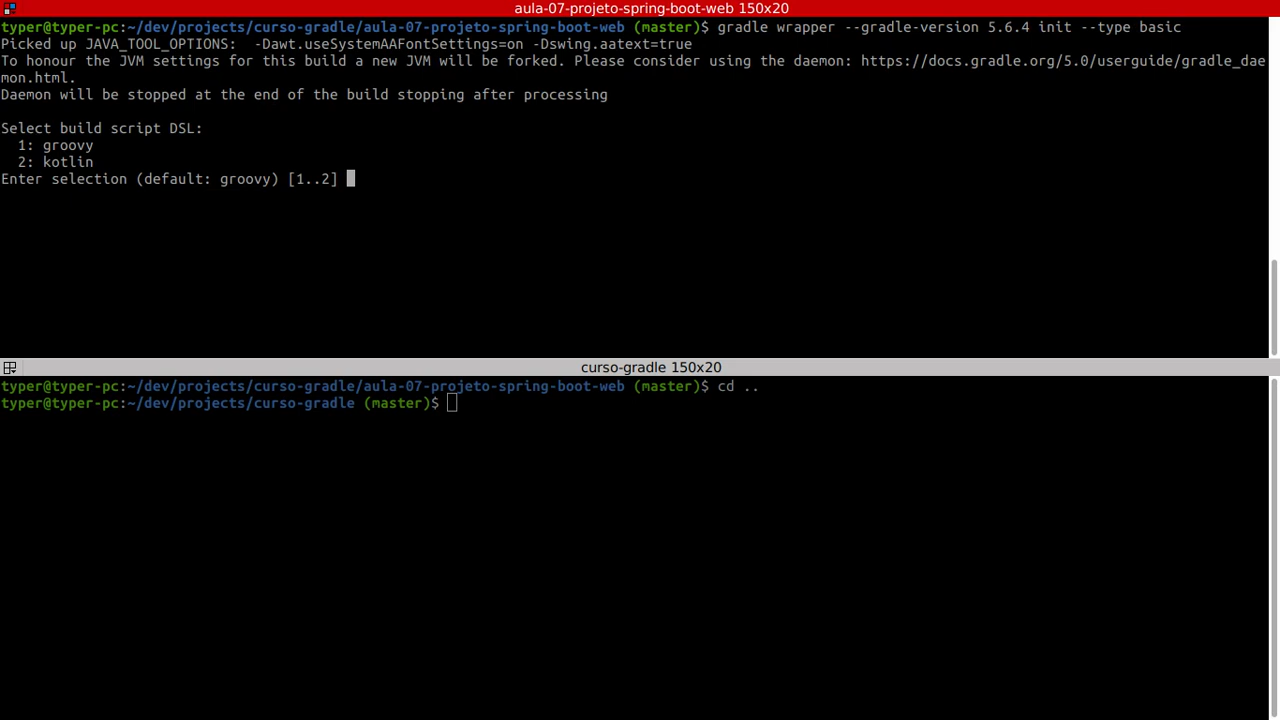 aula-07-projeto-spring-boot-web 150x20
typer@typer-pc:~/dev/projects/curso-gradle/aula-07-projeto-spring-boot-web (master)$ gradle wrapper --gradle-version 5.6.4 init --type basic
Picked up JAVA_TOOL_OPTIONS:  -Dawt.useSystemAAFontSettings=on -Dswing.aatext=true
To honour the JVM settings for this build a new JVM will be forked. Please consider using the daemon: https://docs.gradle.org/5.0/userguide/gradle_dae
mon.html.
Daemon will be stopped at the end of the build stopping after processing
Select build script DSL:
  1: groovy
  2: kotlin
Enter selection (default: groovy) [1..2]
curso-gradle 150x20
typer@typer-pc:~/dev/projects/curso-gradle/aula-07-projeto-spring-boot-web (master)$ cd ..
typer@typer-pc:~/dev/projects/curso-gradle (master)$